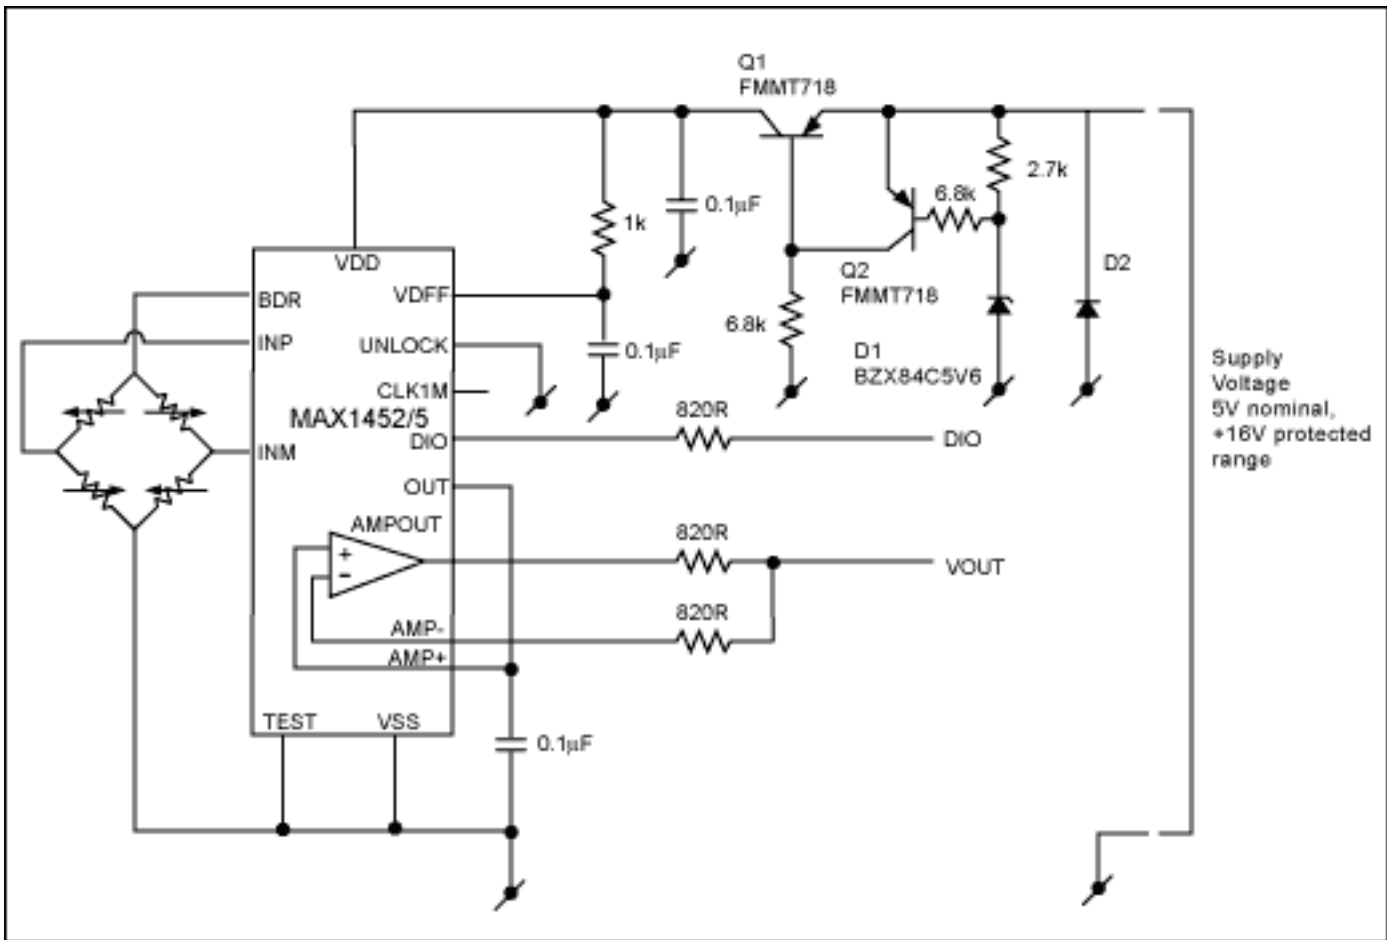 Q1
FMMT718
2.7k
6.8k
0.1µF
1k
VDD
Q2
FMMT718
D2
BDR
VDFF
6.8k
INP
UNLOCK
0.1µF
D1
BZX84C5V6
Supply
Voltage
5V nominal,
+16V protected
range
CLK1M
MAX1452/5
820R
DIO
DIO
INM
OUT
AMPOUT
820R
+
−
VOUT
820R
AMP-
AMP+
TEST
VSS
0.1µF